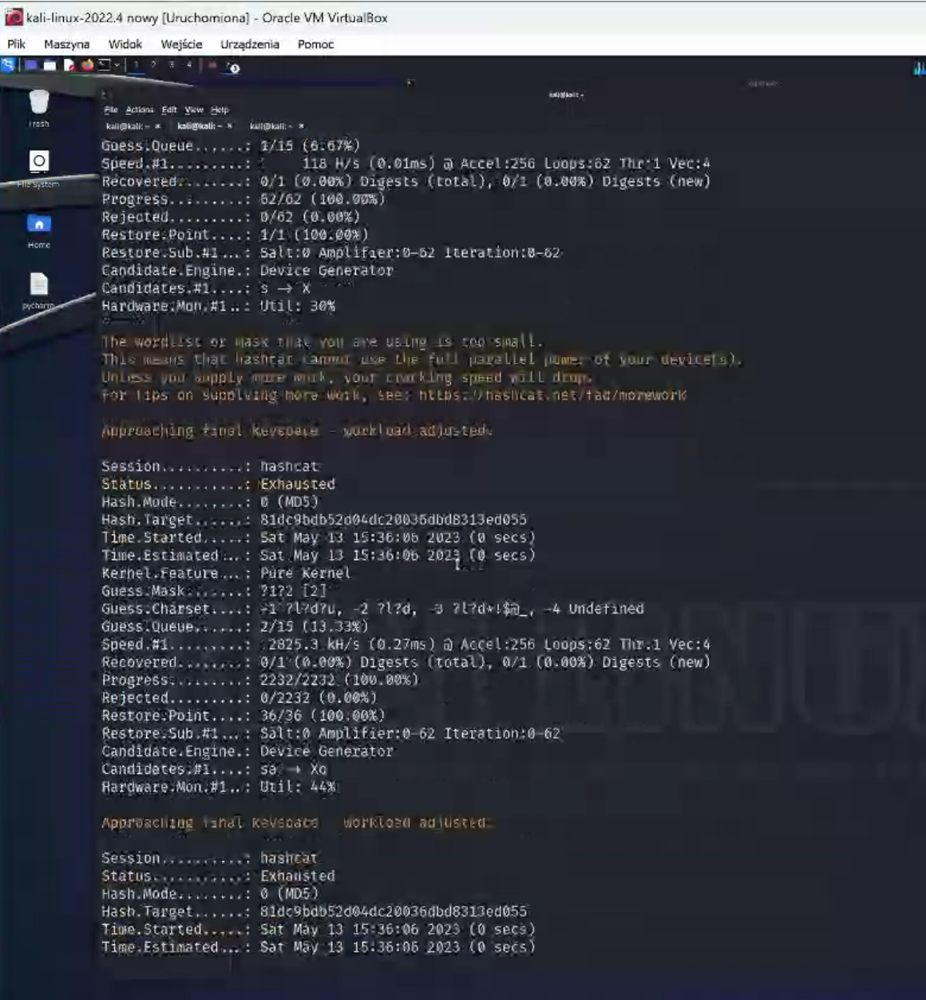 kali-linux-2022.4 nowy [Uruchomiona] - Oracle VM VirtualBox
Plik Maszyna Widok Wejście Urządzenia Pomoc
1 2 3 4
kali@kali: ~
File Actions Edit View Help
kali@kali: ~ × kali@kali: ~ × kali@kali: ~ ×
Trash
File System
Home
pycharm
Guess.Queue......: 1/15 (6.67%)
Speed.#1.........: 118 H/s (0.01ms) @ Accel:256 Loops:62 Thr:1 Vec:4
Recovered........: 0/1 (0.00%) Digests (total), 0/1 (0.00%) Digests (new)
Progress.........: 62/62 (100.00%)
Rejected.........: 0/62 (0.00%)
Restore.Point....: 1/1 (100.00%)
Restore.Sub.#1...: Salt:0 Amplifier:0-62 Iteration:0-62
Candidate.Engine.: Device Generator
Candidates.#1....: s → X
Hardware.Mon.#1..: Util: 30%
The wordlist or mask that you are using is too small.
This means that hashcat cannot use the full parallel power of your device(s).
Unless you supply more work, your cracking speed will drop.
For tips on supplying more work, see: https://hashcat.net/faq/morework
Approaching final keyspace - workload adjusted.
Session..........: hashcat
Status...........: Exhausted
Hash.Mode........: 0 (MD5)
Hash.Target......: 81dc9bdb52d04dc20036dbd8313ed055
Time.Started.....: Sat May 13 15:36:06 2023 (0 secs)
Time.Estimated...: Sat May 13 15:36:06 2023 (0 secs)
Kernel.Feature...: Pure Kernel
Guess.Mask.......: ?1?2 [2]
Guess.Charset....: -1 ?l?d?u, -2 ?l?d, -3 ?l?d*!$@_, -4 Undefined
Guess.Queue......: 2/15 (13.33%)
Speed.#1.........: 2825.3 kH/s (0.27ms) @ Accel:256 Loops:62 Thr:1 Vec:4
Recovered........: 0/1 (0.00%) Digests (total), 0/1 (0.00%) Digests (new)
Progress.........: 2232/2232 (100.00%)
Rejected.........: 0/2232 (0.00%)
Restore.Point....: 36/36 (100.00%)
Restore.Sub.#1...: Salt:0 Amplifier:0-62 Iteration:0-62
Candidate.Engine.: Device Generator
Candidates.#1....: sa → Xq
Hardware.Mon.#1..: Util: 44%
Approaching final keyspace - workload adjusted.
Session..........: hashcat
Status...........: Exhausted
Hash.Mode........: 0 (MD5)
Hash.Target......: 81dc9bdb52d04dc20036dbd8313ed055
Time.Started.....: Sat May 13 15:36:06 2023 (0 secs)
Time.Estimated...: Sat May 13 15:36:06 2023 (0 secs)